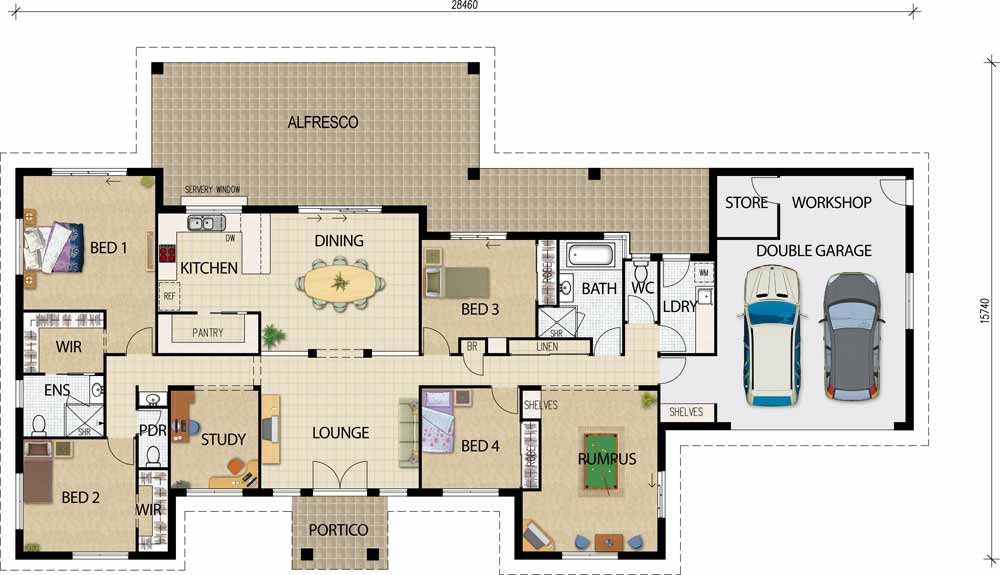 28460
ALFRESCO
SERVERY WINDOW
STORE
WORKSHOP
BED 1
DW
KITCHEN
DINING
DOUBLE GARAGE
REF
ROBE
BATH
WC
WM
LDRY
BED 3
PANTRY
SHR
15740
WIR
BR
LINEN
ENS
SHR
PDR
STUDY
LOUNGE
BED 4
SHELVES
SHELVES
ROBE
RUMPUS
BED 2
WIR
PORTICO